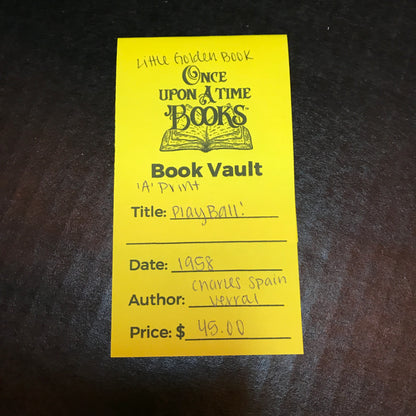 Little Golden Book
ONCE
UPON A TIME
BOOKS
Book Vault
'A' Print
Title: Play Ball!
Date: 1958
Charles Spain
Author: Verral
Price: $ 45.00